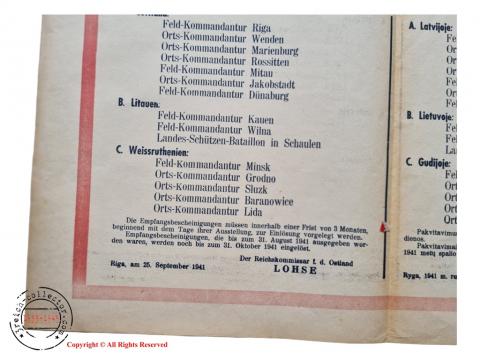 Feld-Kommandantur Riga
Orts-Kommandantur Wenden
Orts-Kommandantur Marienburg
Orts-Kommandantur Rossitten
Feld-Kommandantur Mitau
Orts-Kommandantur Jakobstadt
Feld-Kommandantur Dünaburg
B. Litauen:
Feld-Kommandantur Kauen
Feld-Kommandantur Wilna
Landes-Schützen-Bataillon in Schaulen
C. Weissruthenien:
Feld-Kommandantur Minsk
Orts-Kommandantur Grodno
Orts-Kommandantur Sluzk
Orts-Kommandantur Baranowice
Orts-Kommandantur Lida
Die Empfangsbescheinigungen müssen innerhalb einer Frist von 3 Monaten,
beginnend mit dem Tage ihrer Ausstellung, zur Einlösung vorgelegt werden.
Empfangsbescheinigungen, die bis zum 31. August 1941 ausgegeben wor-
den waren, werden noch bis zum 31. Oktober 1941 eingelöst.
Der Reichskommissar f. d. Ostland
Riga, am 25. September 1941
LOHSE
A. Latvijoje:
B. Lietuvoje:
C. Gudijoje:
Pakvitavimai
dienos.
Pakvitavimai
1941 metų spalio
Ryga, 1941 m. ru
Copyright © All Rights Reserved